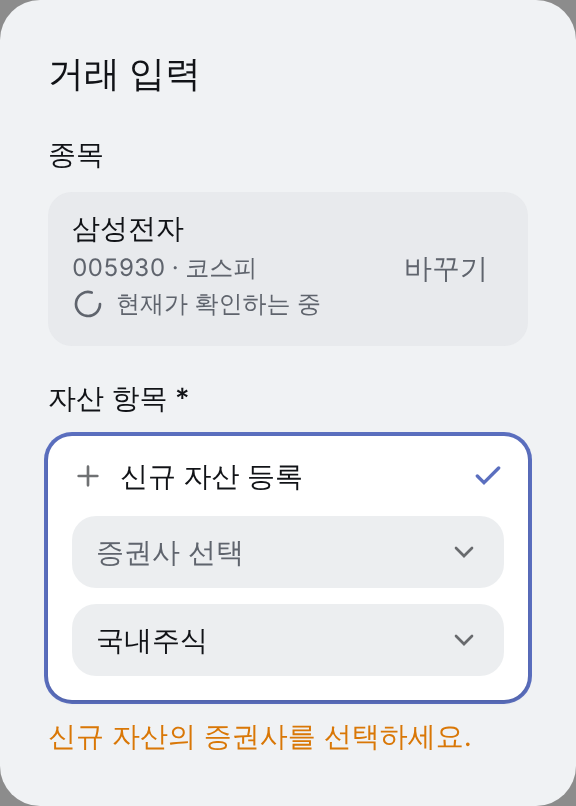 거래 입력
종목
삼성전자
005930 · 코스피
바꾸기
현재가 확인하는 중
자산 항목 *
신규 자산 등록
증권사 선택
국내주식
신규 자산의 증권사를 선택하세요.